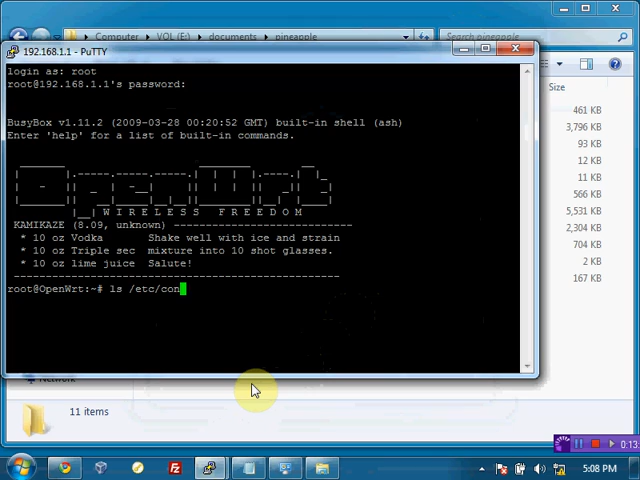 Computer ▸ VOL (E:) ▸ documents ▸ pineapple
192.168.1.1 - PuTTY
login as: root
root@192.168.1.1's password:
BusyBox v1.11.2 (2009-03-28 00:20:52 GMT) built-in shell (ash)
Enter 'help' for a list of built-in commands.
W I R E L E S S   F R E E D O M
KAMIKAZE (8.09, unknown) ----------------------------
* 10 oz Vodka       Shake well with ice and strain
* 10 oz Triple sec  mixture into 10 shot glasses.
* 10 oz lime juice  Salute!
---------------------------------------------------
root@OpenWrt:~# ls /etc/con
Size
461 KB
3,796 KB
93 KB
12 KB
11 KB
566 KB
5,531 KB
2,304 KB
704 KB
167 KB
Network
11 items
0:13
5:08 PM